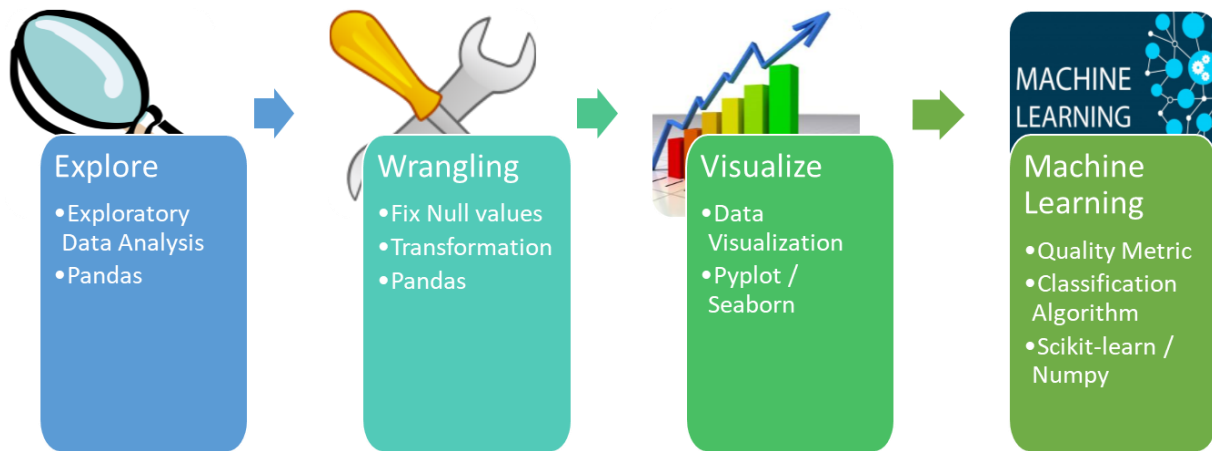 Explore
•Exploratory
Data Analysis
•Pandas
Wrangling
•Fix Null values
•Transformation
•Pandas
Visualize
•Data
Visualization
•Pyplot /
Seaborn
MACHINE
LEARNING
Machine
Learning
•Quality Metric
•Classification
Algorithm
•Scikit-learn /
Numpy